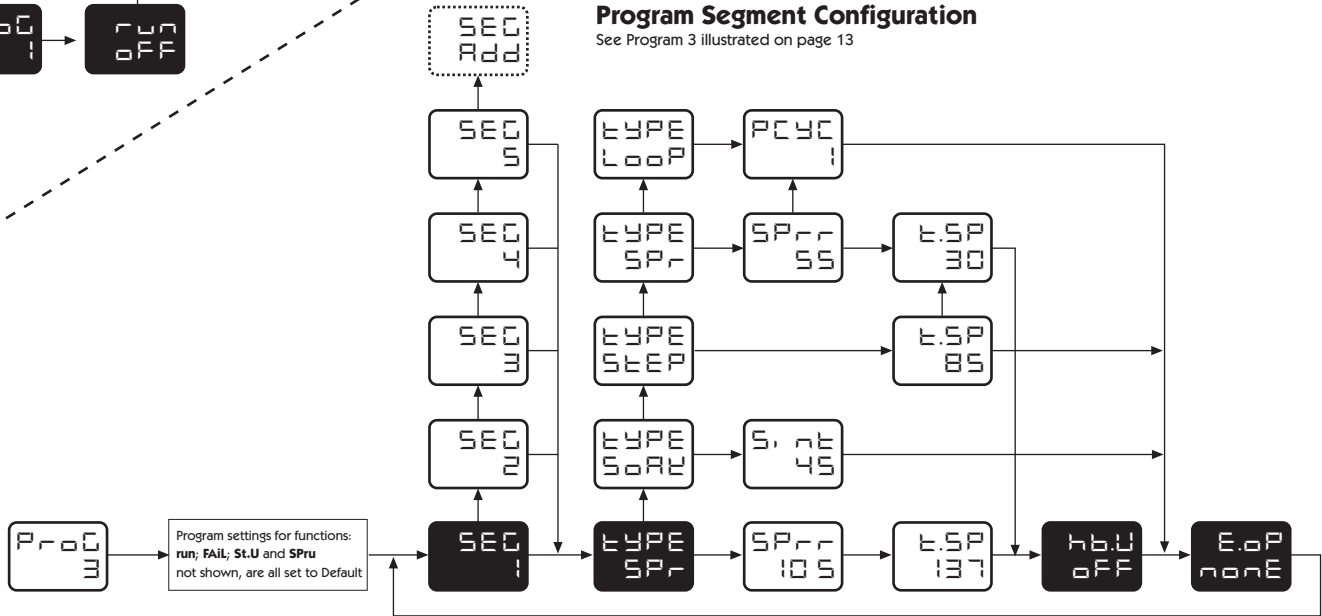 oG
1
run
oFF
Program Segment Configuration
See Program 3 illustrated on page 13
SEG
Add
SEG
5
tYPE
LooP
PCYC
1
SEG
4
tYPE
SPr
SPrr
55
t.SP
30
SEG
3
tYPE
StEP
t.SP
85
SEG
2
tYPE
SoAK
Sint
45
ProG
3
Program settings for functions:
run; FAiL; St.U and SPru
not shown, are all set to Default
SEG
1
tYPE
SPr
SPrr
105
t.SP
137
hb.U
oFF
E.oP
nonE